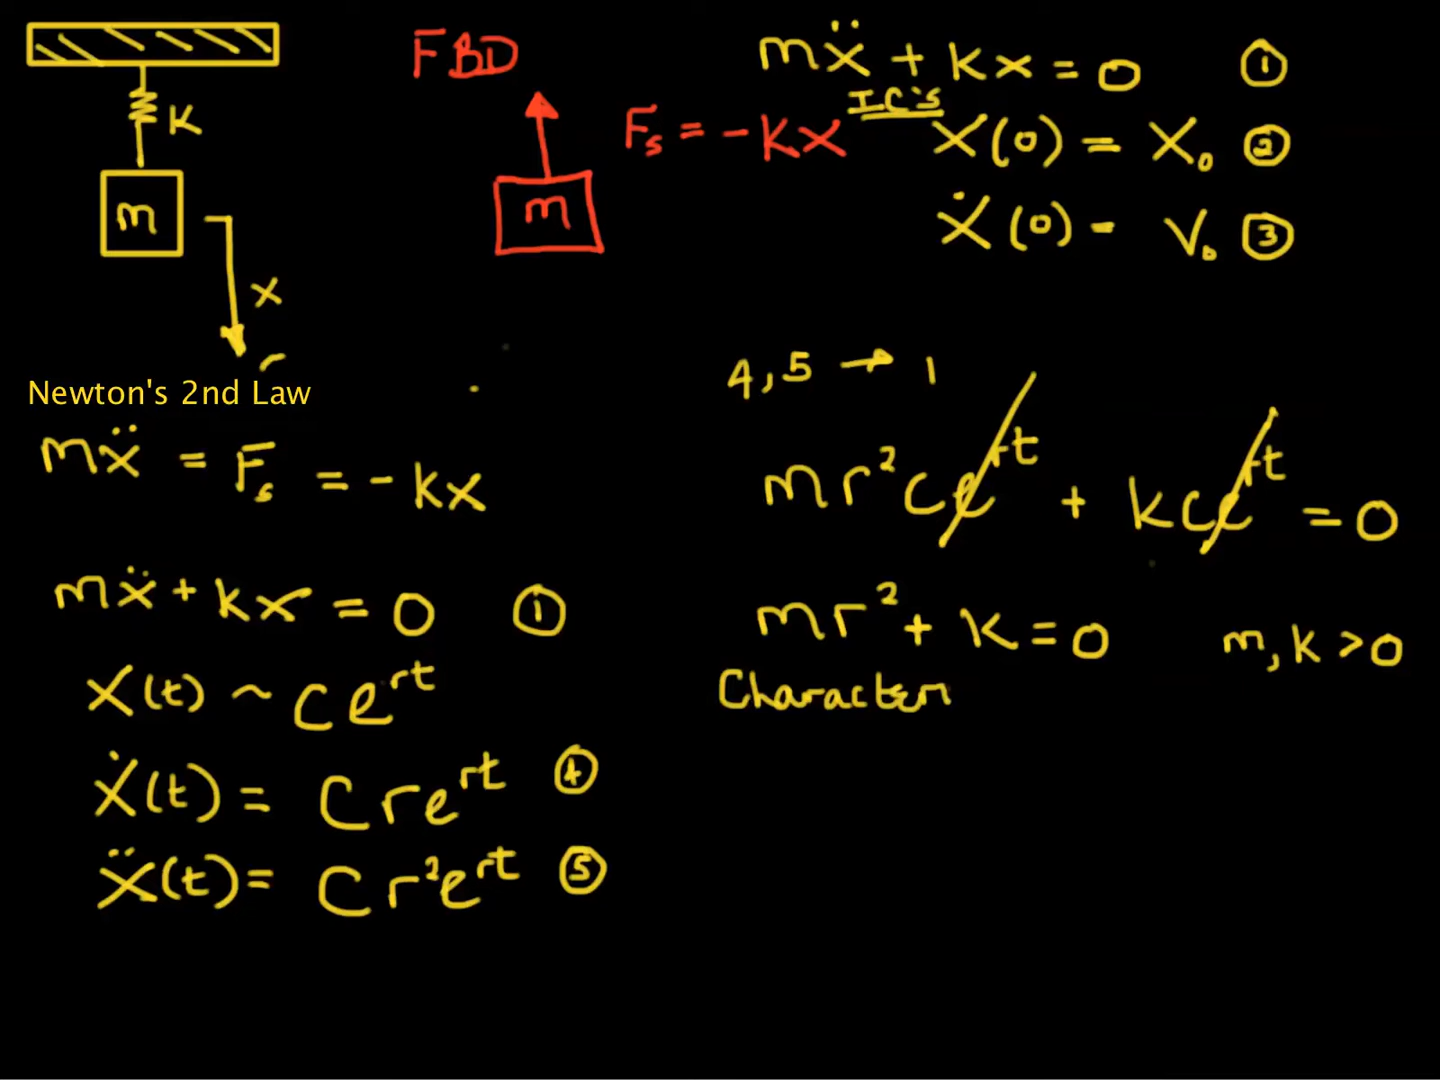 K
m
x
FBD
m
Fs = -Kx
mẍ + kx = 0 ①
IC's
x(0) = x₀ ②
ẋ(0) - V₀ ③
Newton's 2nd Law
mẍ = Fs = - kx
mẍ + kx = 0 ①
x(t) ~ Ce^rt
ẋ(t) = Cre^rt ④
ẍ(t) = Cr²e^rt ⑤
4,5 → 1
mr²ce^rt + kce^rt = 0
mr² + k = 0 m, k > 0
Characteri